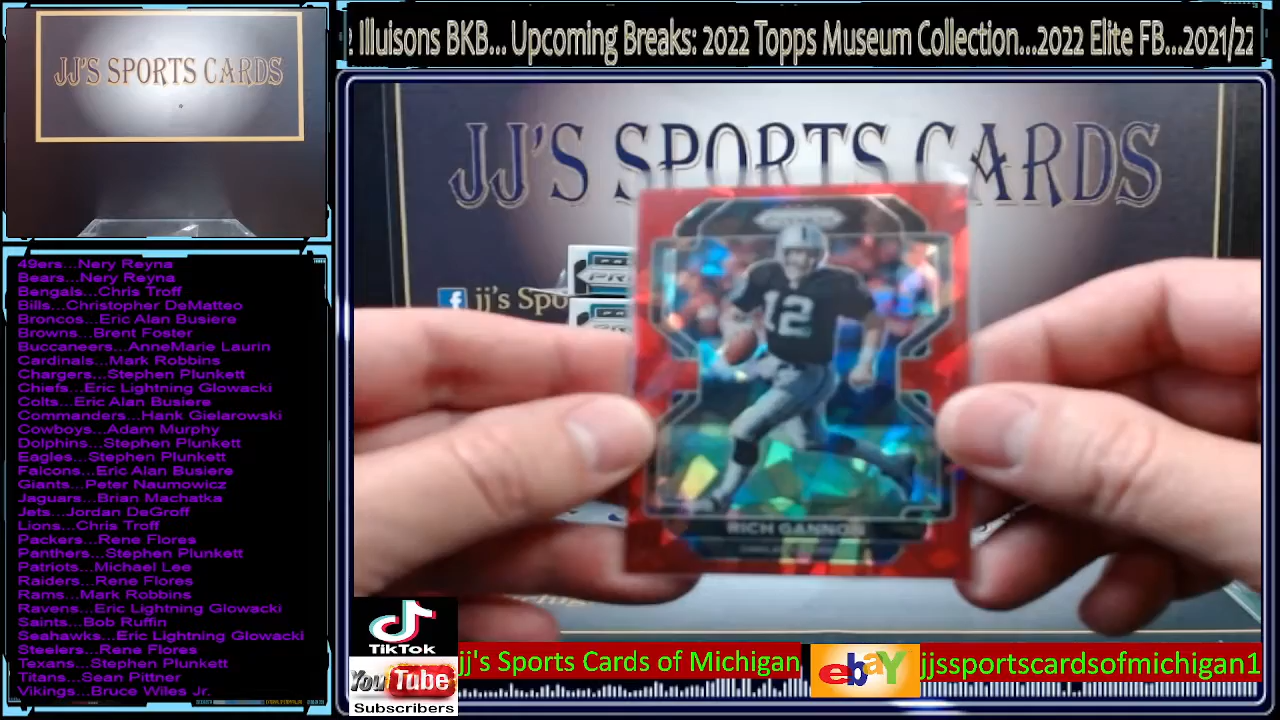 JJ'S SPORTS CARDS
Illuisons BKB... Upcoming Breaks: 2022 Topps Museum Collection...2022 Elite FB...2021/22
JJ'S SPORTS CARDS
jj's Spo
PRIZM
12
RICH GANNON
49ers...Nery Reyna
Bears...Nery Reyna
Bengals...Chris Troff
Bills...Christopher DeMatteo
Broncos...Eric Alan Busiere
Browns...Brent Foster
Buccaneers...AnneMarie Laurin
Cardinals...Mark Robbins
Chargers...Stephen Plunkett
Chiefs...Eric Lightning Glowacki
Colts...Eric Alan Busiere
Commanders...Hank Gielarowski
Cowboys...Adam Murphy
Dolphins...Stephen Plunkett
Eagles...Stephen Plunkett
Falcons...Eric Alan Busiere
Giants...Peter Naumowicz
Jaguars...Brian Machatka
Jets...Jordan DeGroff
Lions...Chris Troff
Packers...Rene Flores
Panthers...Stephen Plunkett
Patriots...Michael Lee
Raiders...Rene Flores
Rams...Mark Robbins
Ravens...Eric Lightning Glowacki
Saints...Bob Ruffin
Seahawks...Eric Lightning Glowacki
Steelers...Rene Flores
Texans...Stephen Plunkett
Titans...Sean Pittner
Vikings...Bruce Wiles Jr.
TikTok
YouTube
Subscribers
jj's Sports Cards of Michigan
ebay
jjssportscardsofmichigan1